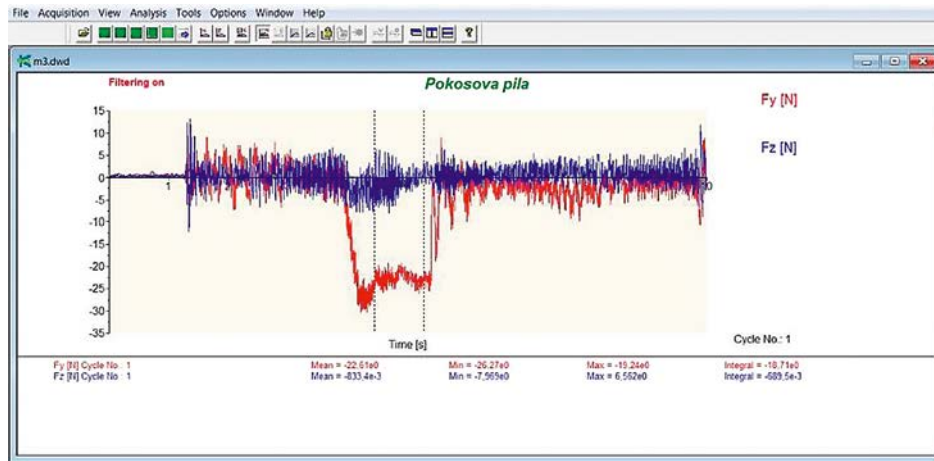 File Acquisition View Analysis Tools Options Window Help
m3.dwd
Filtering on
Pokosova pila
Fy [N]
Fz [N]
15
10
5
0
-5
-10
-15
-20
-25
-30
-35
1
0
Time [s]
Cycle No.: 1
Fy [N] Cycle No.: 1 Mean = -22,61e0 Min = -26,27e0 Max = -19,24e0 Integral = -18,71e0
Fz [N] Cycle No.: 1 Mean = -833,4e-3 Min = -7,969e0 Max = 6,562e0 Integral = -689,5e-3